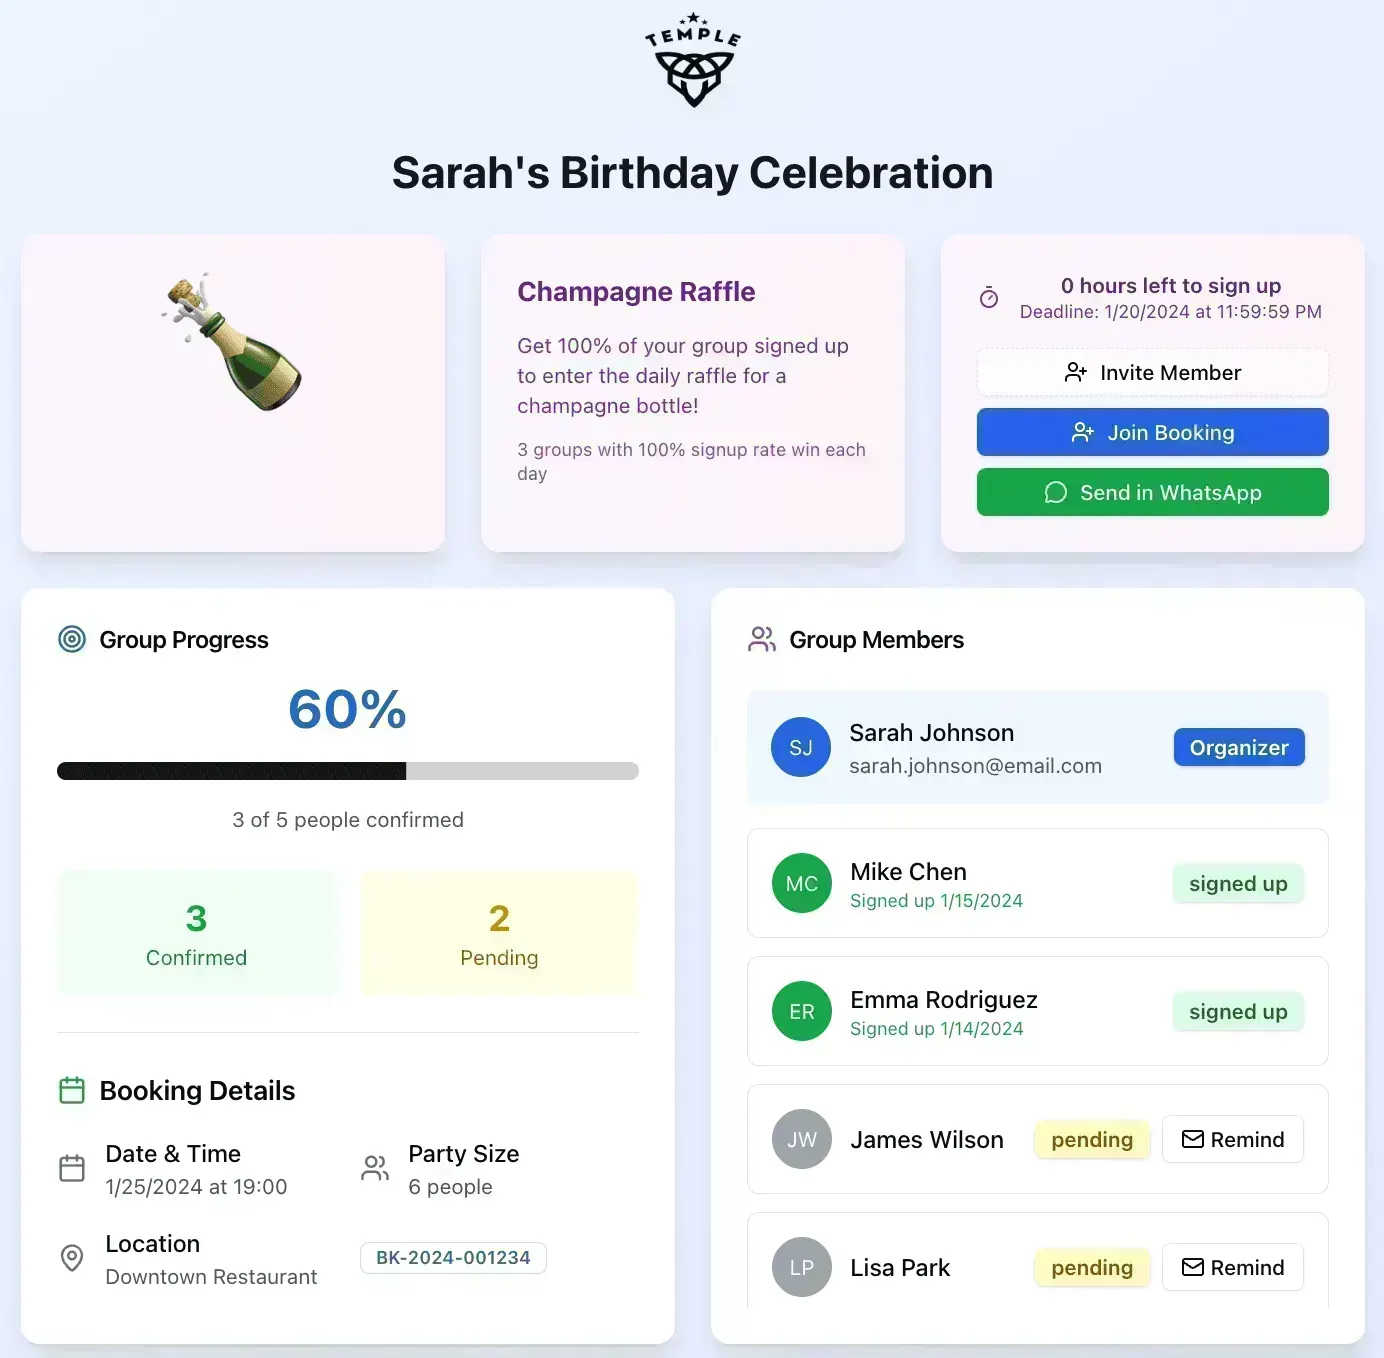 TEMPLE
Sarah's Birthday Celebration
Champagne Raffle
Get 100% of your group signed up
to enter the daily raffle for a
champagne bottle!
3 groups with 100% signup rate win each
day
0 hours left to sign up
Deadline: 1/20/2024 at 11:59:59 PM
Invite Member
Join Booking
Send in WhatsApp
Group Progress
60%
3 of 5 people confirmed
3
Confirmed
2
Pending
Booking Details
Date & Time
1/25/2024 at 19:00
Party Size
6 people
Location
Downtown Restaurant
BK-2024-001234
Group Members
SJ
Sarah Johnson
sarah.johnson@email.com
Organizer
MC
Mike Chen
Signed up 1/15/2024
signed up
ER
Emma Rodriguez
Signed up 1/14/2024
signed up
JW
James Wilson
pending
Remind
LP
Lisa Park
pending
Remind